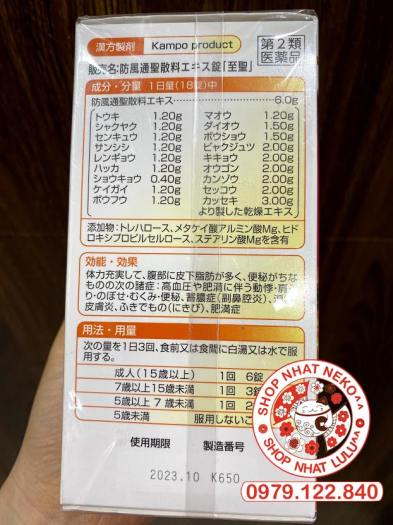 漢方製剤 Kampo product 第2類
医薬品
販売名:防風通聖散料エキス錠「至聖」
成分・分量 1日量(18錠)中
防風通聖散料エキス 6.0g
トウキ 1.20g マオウ 1.20g
シャクヤク 1.20g ダイオウ 1.50g
センキュウ 1.20g ボウショウ 1.50g
サンシシ 1.20g ビャクジュツ 2.00g
レンギョウ 1.20g キキョウ 2.00g
ハッカ 1.20g オウゴン 2.00g
ショウキョウ 0.40g カンゾウ 2.00g
ケイガイ 1.20g セッコウ 2.00g
ボウフウ 1.20g カッセキ 3.00g
より製した乾燥エキス
添加物:トレハロース、メタケイ酸アルミン酸Mg、ヒド
ロキシプロピルセルロース、ステアリン酸Mgを含有
効能・効果
体力充実して、腹部に皮下脂肪が多く、便秘がちな
ものの次の諸症:高血圧や肥満に伴う動悸・肩
り・のぼせ・むくみ・便秘、蓄膿症(副鼻腔炎)、
皮膚炎、ふきでもの(にきび)、肥満症
用法・用量
次の量を1日3回、食前又は食間に白湯又は水で服
用する。
成人(15歳以上) 1回 6錠
7歳以上15歳未満 1回 3
5歳以上7歳未満 1回 2
5歳未満 服用しないこ
使用期限 製造番号
2023.10 K650
SHOP NHAT NEKO^^
SHOP NHAT LULU^^
0979.122.840